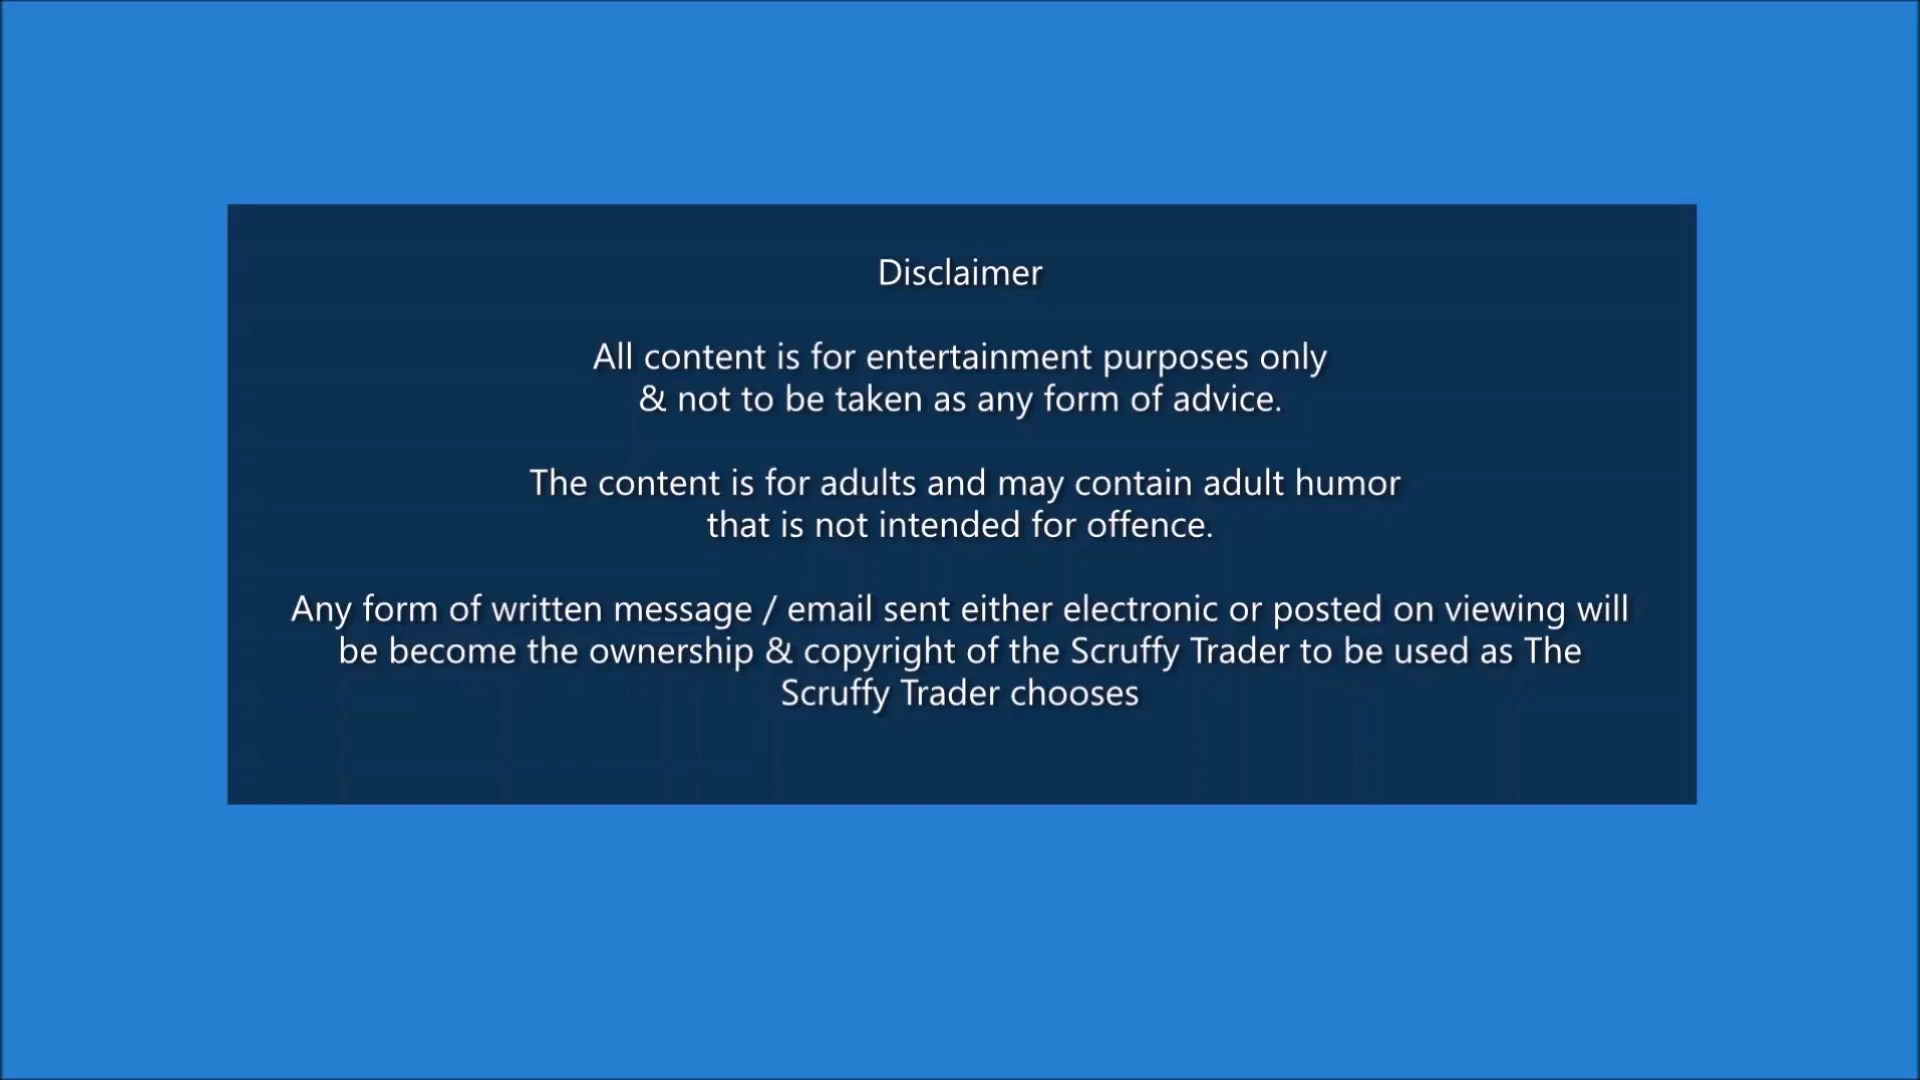 Disclaimer
All content is for entertainment purposes only
& not to be taken as any form of advice.
The content is for adults and may contain adult humor
that is not intended for offence.
Any form of written message / email sent either electronic or posted on viewing will
be become the ownership & copyright of the Scruffy Trader to be used as The
Scruffy Trader chooses